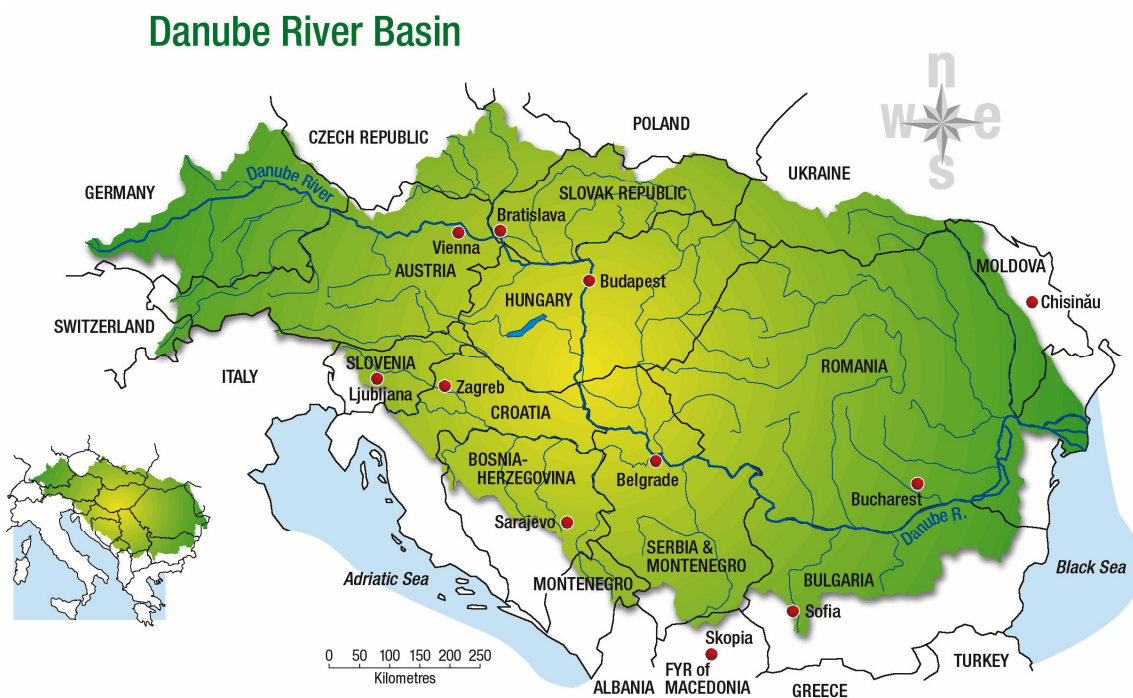 Danube River Basin
n
w e
s
CZECH REPUBLIC
POLAND
UKRAINE
GERMANY
Danube River
SLOVAK REPUBLIC
Bratislava
Vienna
AUSTRIA
MOLDOVA
Budapest
HUNGARY
Chisinău
SWITZERLAND
ITALY
SLOVENIA
Ljubljana
Zagreb
ROMANIA
CROATIA
BOSNIA-
HERZEGOVINA
Belgrade
Bucharest
Danube R.
Sarajevo
SERBIA &
MONTENEGRO
Adriatic Sea
MONTENEGRO
BULGARIA
Black Sea
Sofia
Skopia
0 50 100 150 200 250
Kilometres
FYR of
MACEDONIA
ALBANIA
GREECE
TURKEY